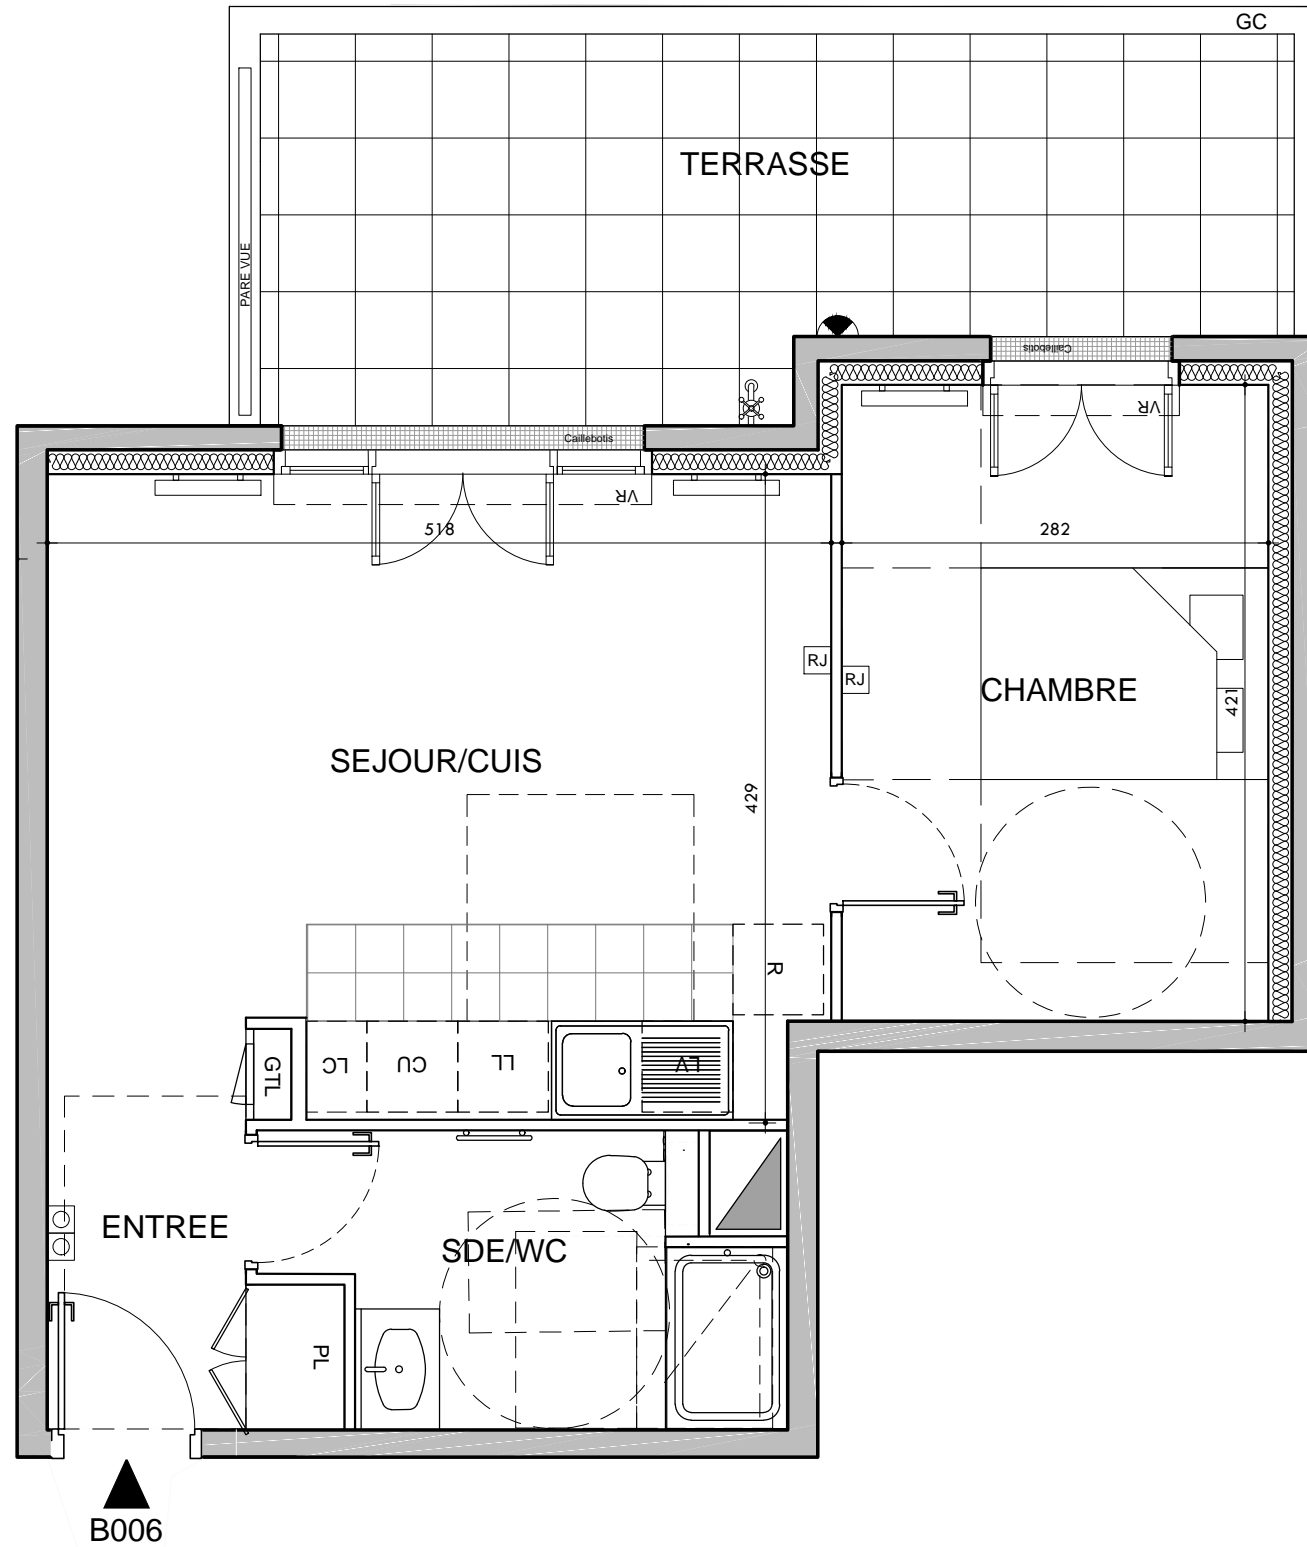 GC
TERRASSE
PARE VUE
Caillebotis
Caillebotis
VR
VR
518
282
RJ
RJ
CHAMBRE
421
SEJOUR/CUIS
429
R
GTL
LC
CU
LL
LV
ENTREE
SDE/WC
PL
B006